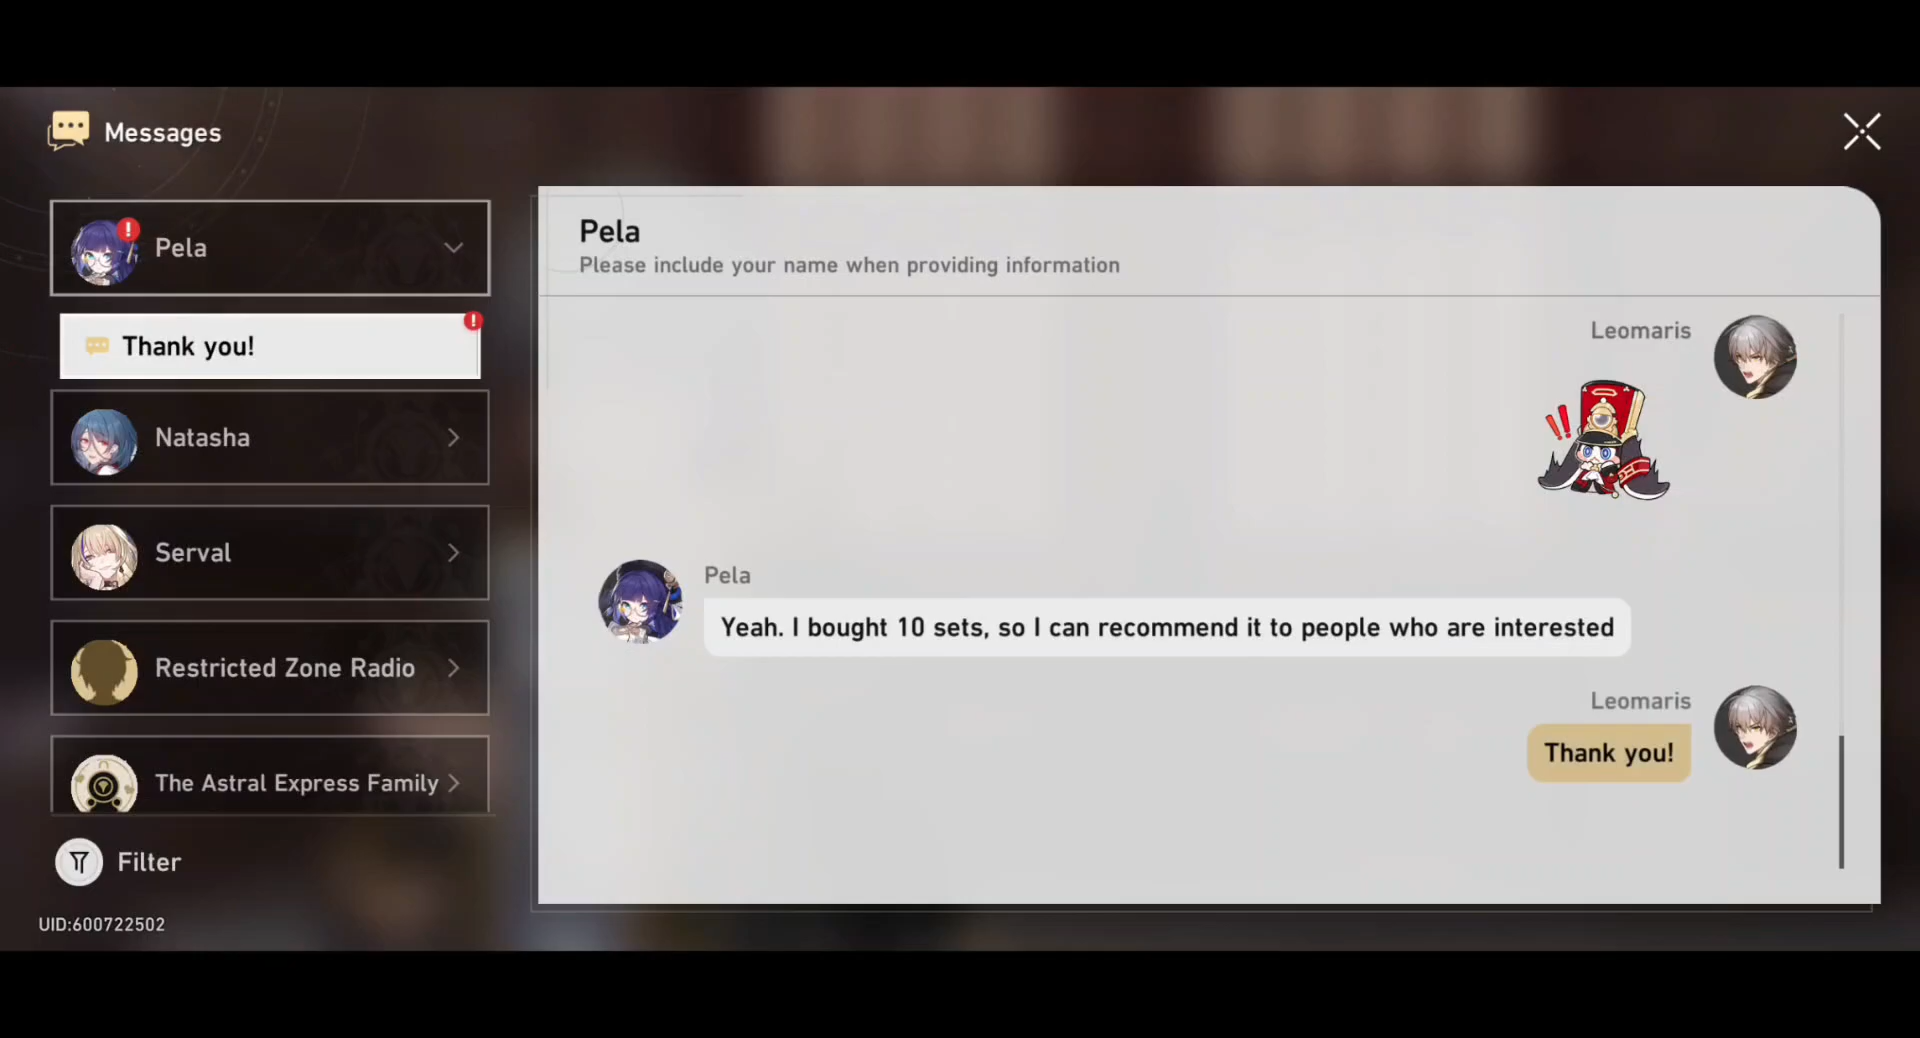 Messages
Pela
Thank you!
Natasha
Serval
Restricted Zone Radio
The Astral Express Family
Filter
UID:600722502
Pela
Please include your name when providing information
Leomaris
Pela
Yeah. I bought 10 sets, so I can recommend it to people who are interested
Leomaris
Thank you!